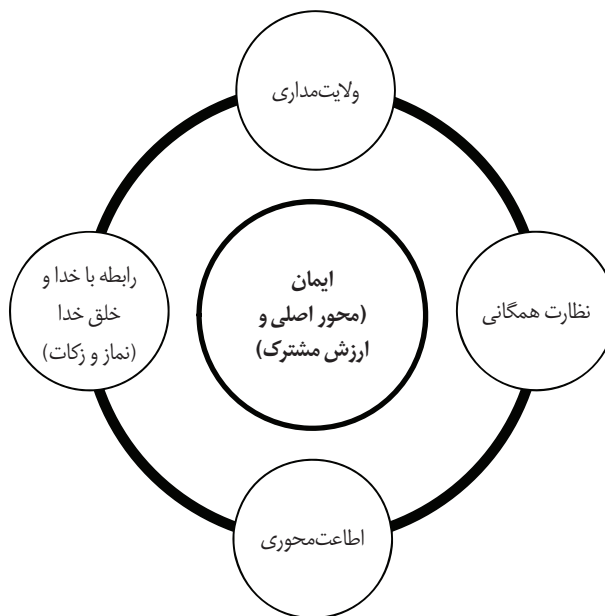 ولایت‌مداری
نظارت همگانی
ایمان
(محور اصلی و
ارزش مشترک)
رابطه با خدا و
خلق خدا
(نماز و زکات)
اطاعت‌محوری